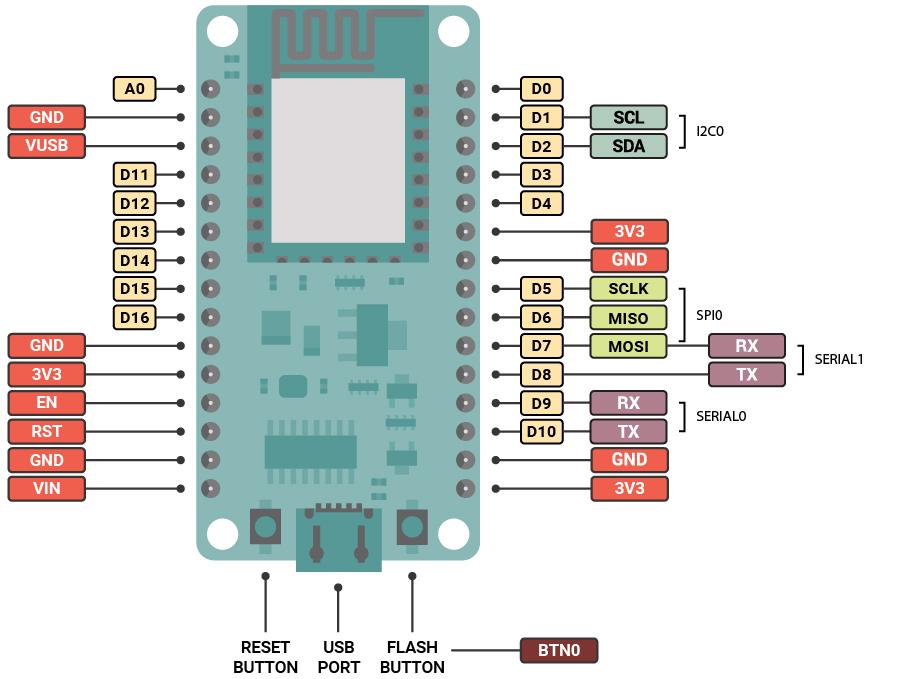 A0
D0
GND
D1
SCL
VUSB
D2
SDA
I2C0
D11
D3
D12
D4
D13
3V3
D14
GND
D15
D5
SCLK
D16
D6
MISO
SPI0
GND
D7
MOSI
RX
3V3
D8
TX
SERIAL1
EN
D9
RX
RST
D10
TX
SERIAL0
GND
GND
VIN
3V3
RESET
BUTTON
USB
PORT
FLASH
BUTTON
BTN0